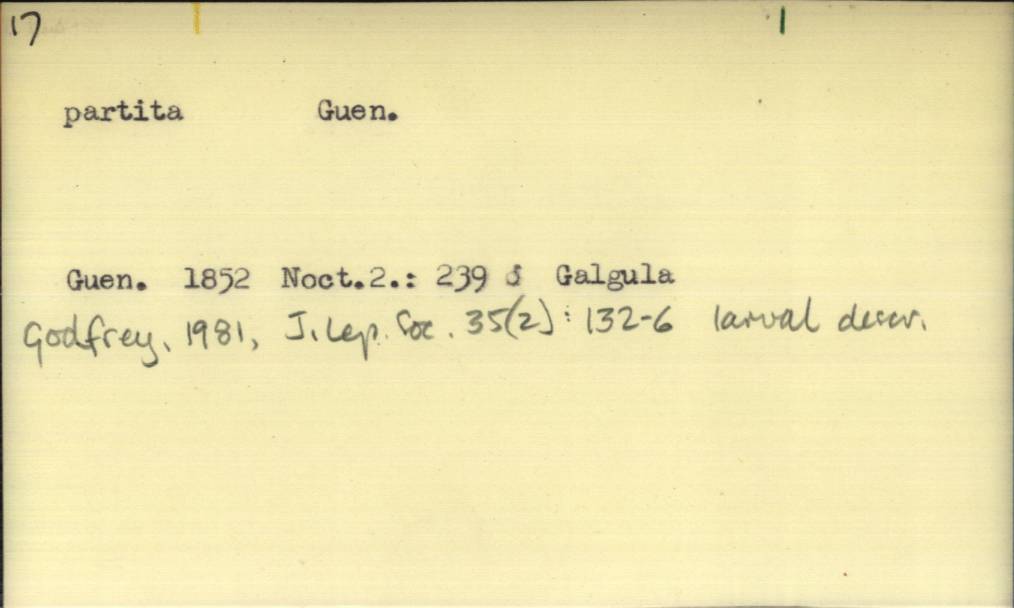 17
partita Guen.
Guen. 1852 Noct.2.: 239 ♂ Galgula
Godfrey, 1981, J. Lep. Soc. 35(2): 132-6 larval descr.